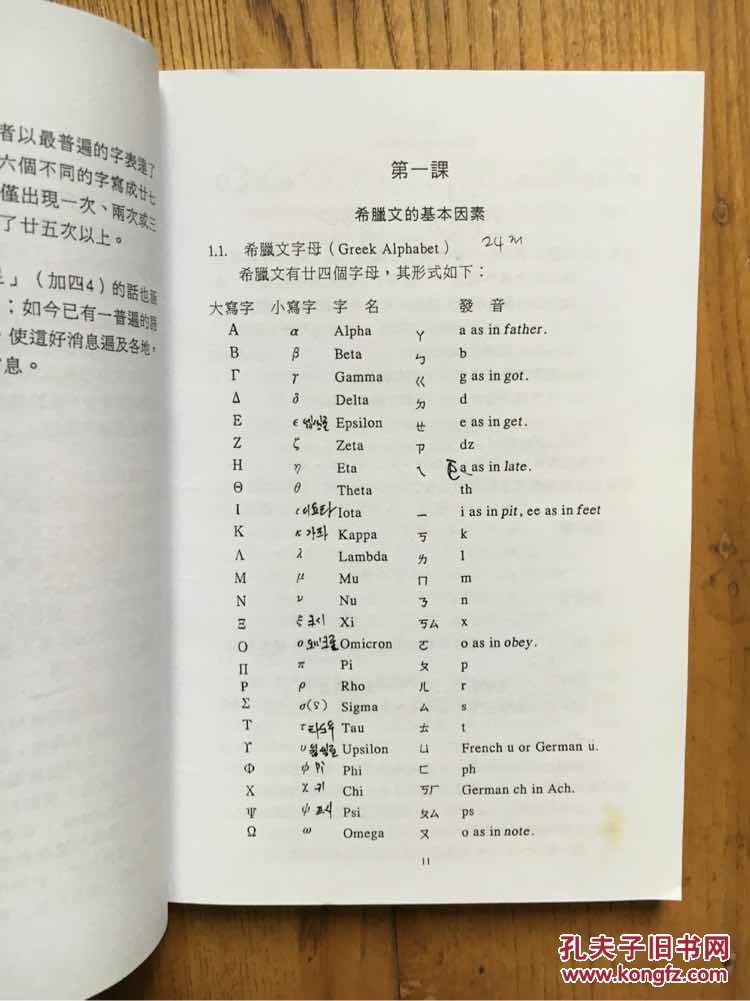 者以最普遍的字表達了
六個不同的字寫成廿七
僅出現一次、兩次或三
了廿五次以上。
」(加四4)的話也
;如今已有一普遍的語
使這好消息遍及各地,
息。
第一課
希臘文的基本因素
1.1. 希臘文字母(Greek Alphabet) 24
希臘文有廿四個字母,其形式如下:
大寫字 小寫字 字名 發音
Α α Alpha ㄚ a as in father.
Β β Beta ㄅ b
Γ γ Gamma ㄍ g as in got.
Δ δ Delta ㄉ d
Ε ϵ Epsilon ㄝ e as in get.
Ζ ζ Zeta ㄗ dz
Η η Eta ㄟ a as in late.
Θ θ Theta th
Ι ι 이오타 Iota ㄧ i as in pit, ee as in feet
Κ κ 가파 Kappa ㄎ k
Λ λ Lambda ㄌ l
Μ μ Mu ㄇ m
Ν ν Nu ㄋ n
Ξ ξ 크시 Xi ㄎㄙ x
Ο ο Omicron ㄛ o as in obey.
Π π Pi ㄆ p
Ρ ρ Rho ㄦ r
Σ σ(ς) Sigma ㄙ s
Τ τ Tau ㄊ t
ϒ υ Upsilon ㄩ French u or German ü.
Φ φ Phi ㄈ ph
Χ χ 키 Chi ㄎㄏ German ch in Ach.
Ψ ψ Psi ㄆㄙ ps
Ω ω Omega ㄡ o as in note.
11
孔夫子旧书网
www.kongfz.com